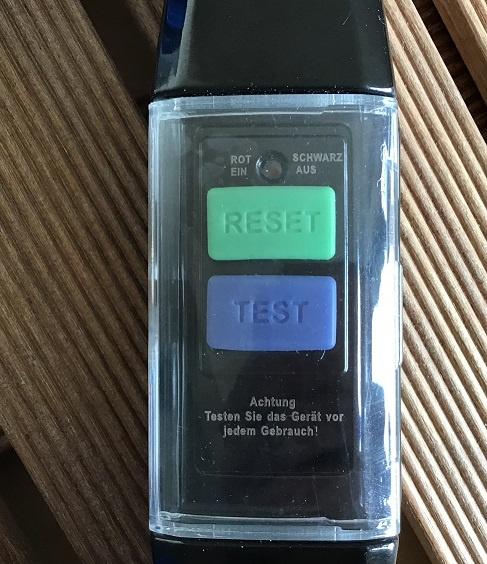 ROT SCHWARZ
EIN AUS
RESET
TEST
Achtung
Testen Sie das Gerät vor
jedem Gebrauch!